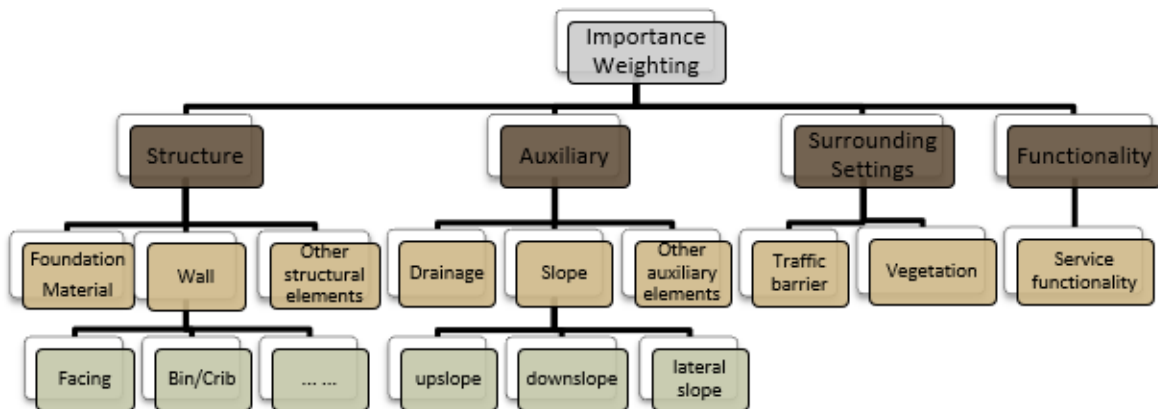 Importance
Weighting
Structure
Auxiliary
Surrounding
Settings
Functionality
Foundation
Material
Wall
Other
structural
elements
Drainage
Slope
Other
auxiliary
elements
Traffic
barrier
Vegetation
Service
functionality
Facing
Bin/Crib
... ...
upslope
downslope
lateral
slope